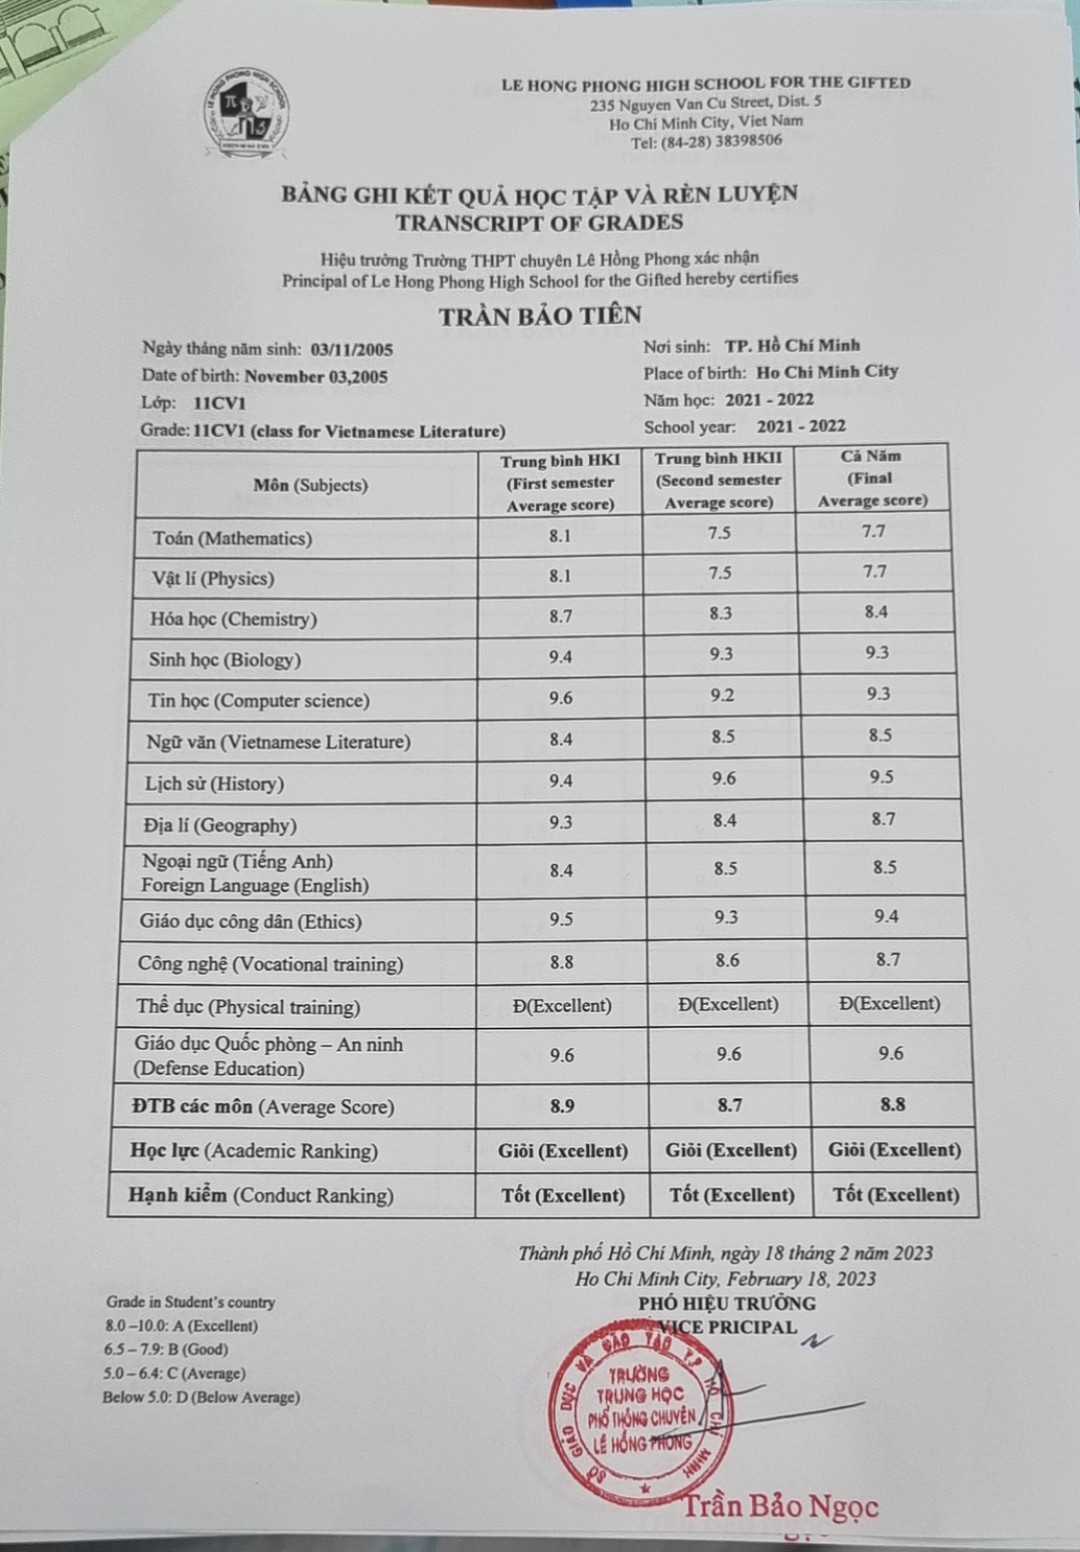 LE HONG PHONG HIGH SCHOOL
LE HONG PHONG HIGH SCHOOL FOR THE GIFTED
235 Nguyen Van Cu Street, Dist. 5
Ho Chi Minh City, Viet Nam
Tel: (84-28) 38398506
BẢNG GHI KẾT QUẢ HỌC TẬP VÀ RÈN LUYỆN
TRANSCRIPT OF GRADES
Hiệu trưởng Trường THPT chuyên Lê Hồng Phong xác nhận
Principal of Le Hong Phong High School for the Gifted hereby certifies
TRẦN BẢO TIÊN
Ngày tháng năm sinh: 03/11/2005 Nơi sinh: TP. Hồ Chí Minh
Date of birth: November 03,2005 Place of birth: Ho Chi Minh City
Lớp: 11CV1 Năm học: 2021 - 2022
Grade: 11CV1 (class for Vietnamese Literature) School year: 2021 - 2022
Môn (Subjects) Trung bình HKI (First semester Average score) Trung bình HKII (Second semester Average score) Cả Năm (Final Average score)
Toán (Mathematics) 8.1 7.5 7.7
Vật lí (Physics) 8.1 7.5 7.7
Hóa học (Chemistry) 8.7 8.3 8.4
Sinh học (Biology) 9.4 9.3 9.3
Tin học (Computer science) 9.6 9.2 9.3
Ngữ văn (Vietnamese Literature) 8.4 8.5 8.5
Lịch sử (History) 9.4 9.6 9.5
Địa lí (Geography) 9.3 8.4 8.7
Ngoại ngữ (Tiếng Anh)
Foreign Language (English) 8.4 8.5 8.5
Giáo dục công dân (Ethics) 9.5 9.3 9.4
Công nghệ (Vocational training) 8.8 8.6 8.7
Thể dục (Physical training) Đ(Excellent) Đ(Excellent) Đ(Excellent)
Giáo dục Quốc phòng – An ninh
(Defense Education) 9.6 9.6 9.6
ĐTB các môn (Average Score) 8.9 8.7 8.8
Học lực (Academic Ranking) Giỏi (Excellent) Giỏi (Excellent) Giỏi (Excellent)
Hạnh kiểm (Conduct Ranking) Tốt (Excellent) Tốt (Excellent) Tốt (Excellent)
Thành phố Hồ Chí Minh, ngày 18 tháng 2 năm 2023
Ho Chi Minh City, February 18, 2023
PHÓ HIỆU TRƯỞNG
VICE PRICIPAL
Grade in Student's country
8.0 –10.0: A (Excellent)
6.5 – 7.9: B (Good)
5.0 – 6.4: C (Average)
Below 5.0: D (Below Average)
SỞ GIÁO DỤC VÀ ĐÀO TẠO T.P HỒ CHÍ MINH
TRƯỜNG
TRUNG HỌC
PHỔ THÔNG CHUYÊN
LÊ HỒNG PHONG
Trần Bảo Ngọc